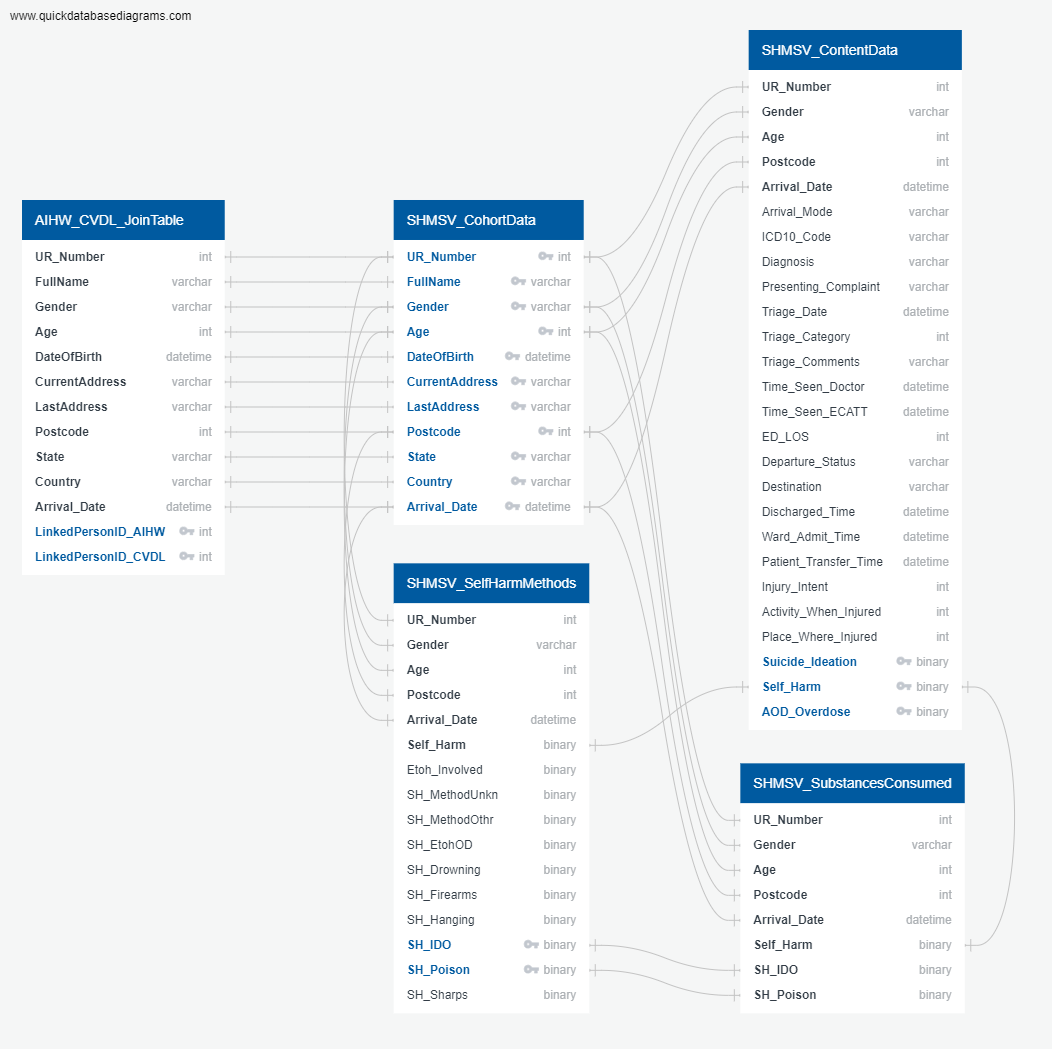 www.quickdatabasediagrams.com
AIHW_CVDL_JoinTable
UR_Number int
FullName varchar
Gender varchar
Age int
DateOfBirth datetime
CurrentAddress varchar
LastAddress varchar
Postcode int
State varchar
Country varchar
Arrival_Date datetime
LinkedPersonID_AIHW int
LinkedPersonID_CVDL int
SHMSV_CohortData
UR_Number int
FullName varchar
Gender varchar
Age int
DateOfBirth datetime
CurrentAddress varchar
LastAddress varchar
Postcode int
State varchar
Country varchar
Arrival_Date datetime
SHMSV_SelfHarmMethods
UR_Number int
Gender varchar
Age int
Postcode int
Arrival_Date datetime
Self_Harm binary
Etoh_Involved binary
SH_MethodUnkn binary
SH_MethodOthr binary
SH_EtohOD binary
SH_Drowning binary
SH_Firearms binary
SH_Hanging binary
SH_IDO binary
SH_Poison binary
SH_Sharps binary
SHMSV_ContentData
UR_Number int
Gender varchar
Age int
Postcode int
Arrival_Date datetime
Arrival_Mode varchar
ICD10_Code varchar
Diagnosis varchar
Presenting_Complaint varchar
Triage_Date datetime
Triage_Category int
Triage_Comments varchar
Time_Seen_Doctor datetime
Time_Seen_ECATT datetime
ED_LOS int
Departure_Status varchar
Destination varchar
Discharged_Time datetime
Ward_Admit_Time datetime
Patient_Transfer_Time datetime
Injury_Intent int
Activity_When_Injured int
Place_Where_Injured int
Suicide_Ideation binary
Self_Harm binary
AOD_Overdose binary
SHMSV_SubstancesConsumed
UR_Number int
Gender varchar
Age int
Postcode int
Arrival_Date datetime
Self_Harm binary
SH_IDO binary
SH_Poison binary